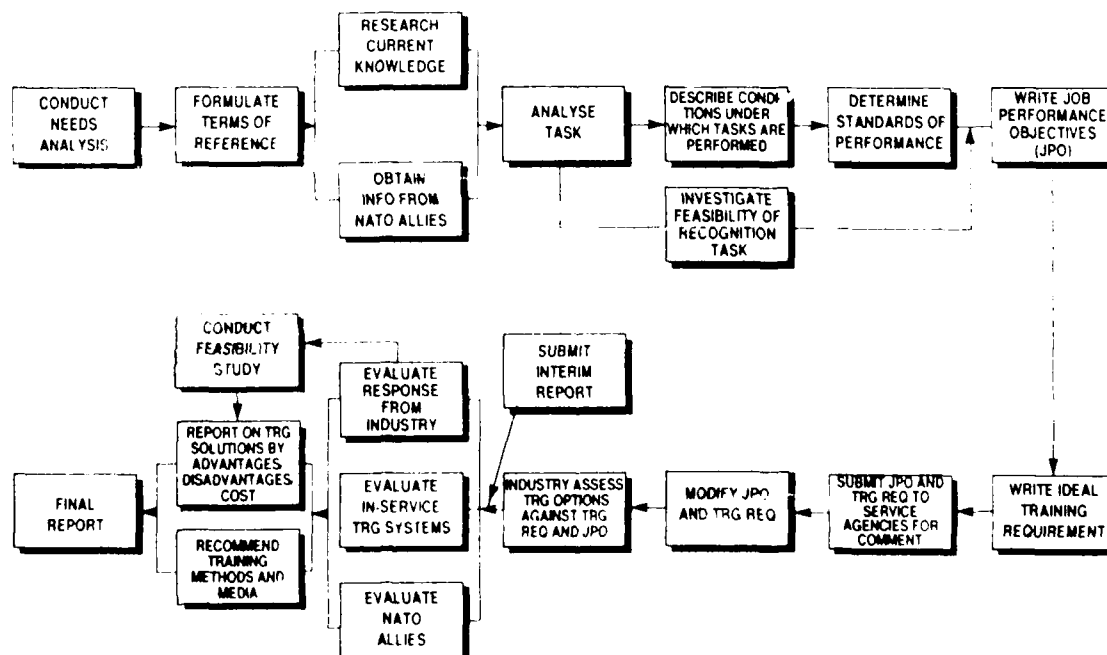 CONDUCT
NEEDS
ANALYSIS
FORMULATE
TERMS OF
REFERENCE
RESEARCH
CURRENT
KNOWLEDGE
OBTAIN
INFO FROM
NATO ALLIES
ANALYSE
TASK
DESCRIBE CONDI
TIONS UNDER
WHICH TASKS ARE
PERFORMED
INVESTIGATE
FEASIBILITY OF
RECOGNITION
TASK
DETERMINE
STANDARDS OF
PERFORMANCE
WRITE JOB
PERFORMANCE
OBJECTIVES
(JPO)
WRITE IDEAL
TRAINING
REQUIREMENT
SUBMIT JPO AND
TRG REQ TO
SERVICE
AGENCIES FOR
COMMENT
MODIFY JPO
AND TRG REQ
INDUSTRY ASSESS
TRG OPTIONS
AGAINST TRG
REQ AND JPO
SUBMIT
INTERIM
REPORT
EVALUATE
RESPONSE
FROM
INDUSTRY
EVALUATE
IN-SERVICE
TRG SYSTEMS
EVALUATE
NATO
ALLIES
CONDUCT
FEASIBILITY
STUDY
REPORT ON TRG
SOLUTIONS BY
ADVANTAGES
DISADVANTAGES
COST
RECOMMEND
TRAINING
METHODS AND
MEDIA
FINAL
REPORT